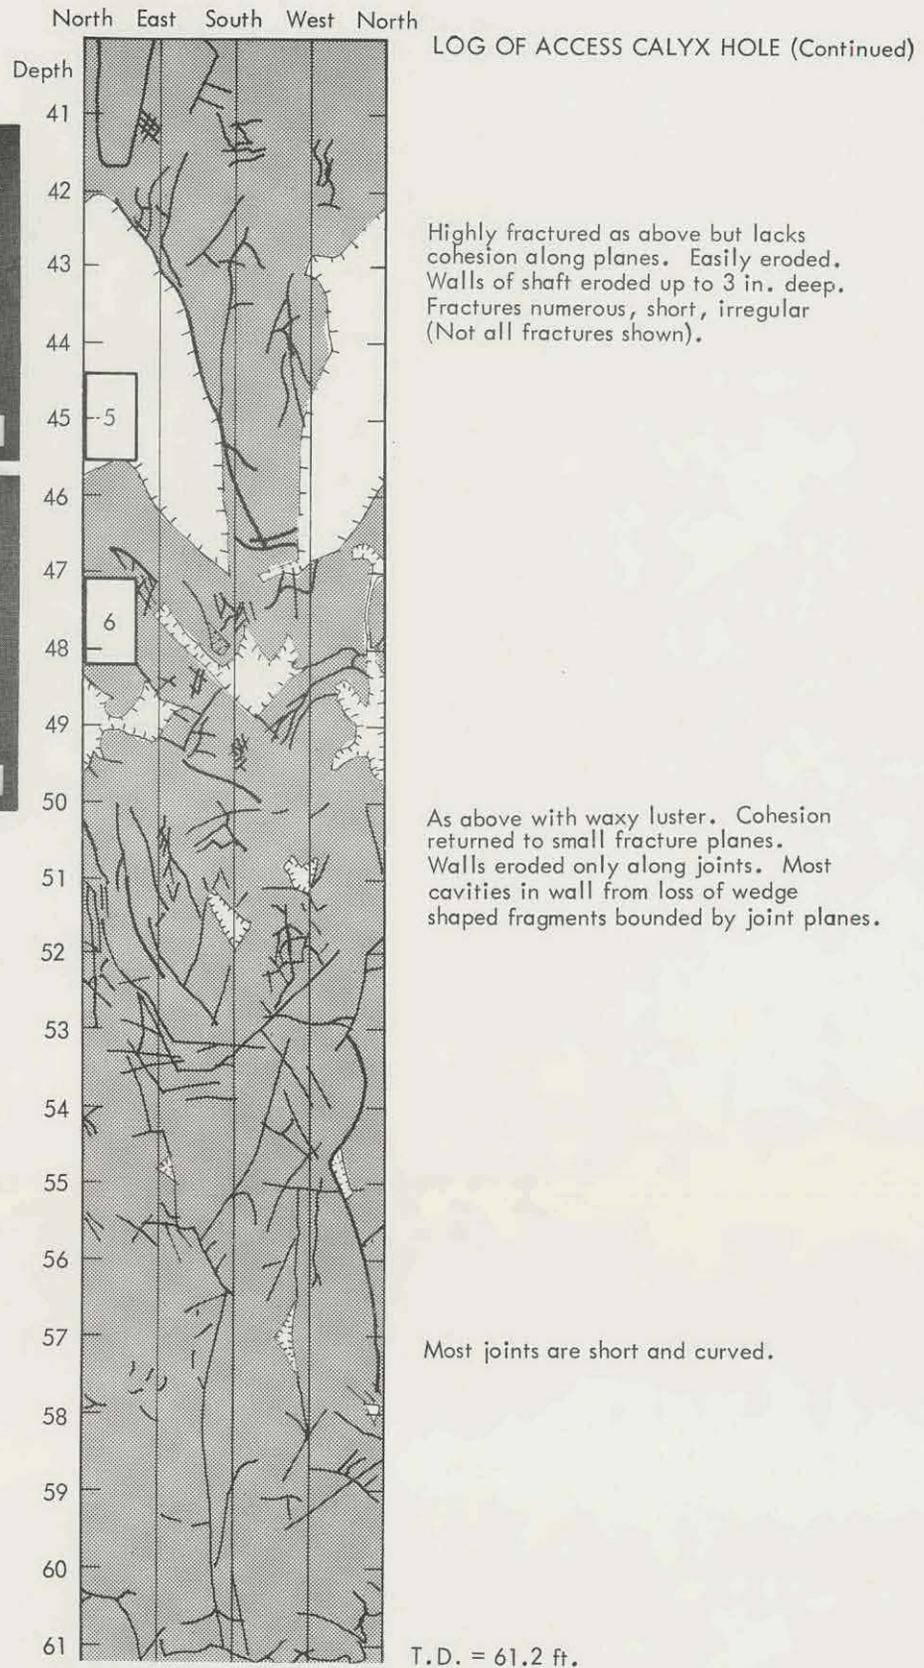 North East South West North
LOG OF ACCESS CALYX HOLE (Continued)
Depth
41
42
Highly fractured as above but lacks
cohesion along planes. Easily eroded.
Walls of shaft eroded up to 3 in. deep.
Fractures numerous, short, irregular
(Not all fractures shown).
43
44
45
5
46
47
6
48
49
50
As above with waxy luster. Cohesion
returned to small fracture planes.
Walls eroded only along joints. Most
cavities in wall from loss of wedge
shaped fragments bounded by joint planes.
51
52
53
54
55
56
57
Most joints are short and curved.
58
59
60
61
T.D. = 61.2 ft.